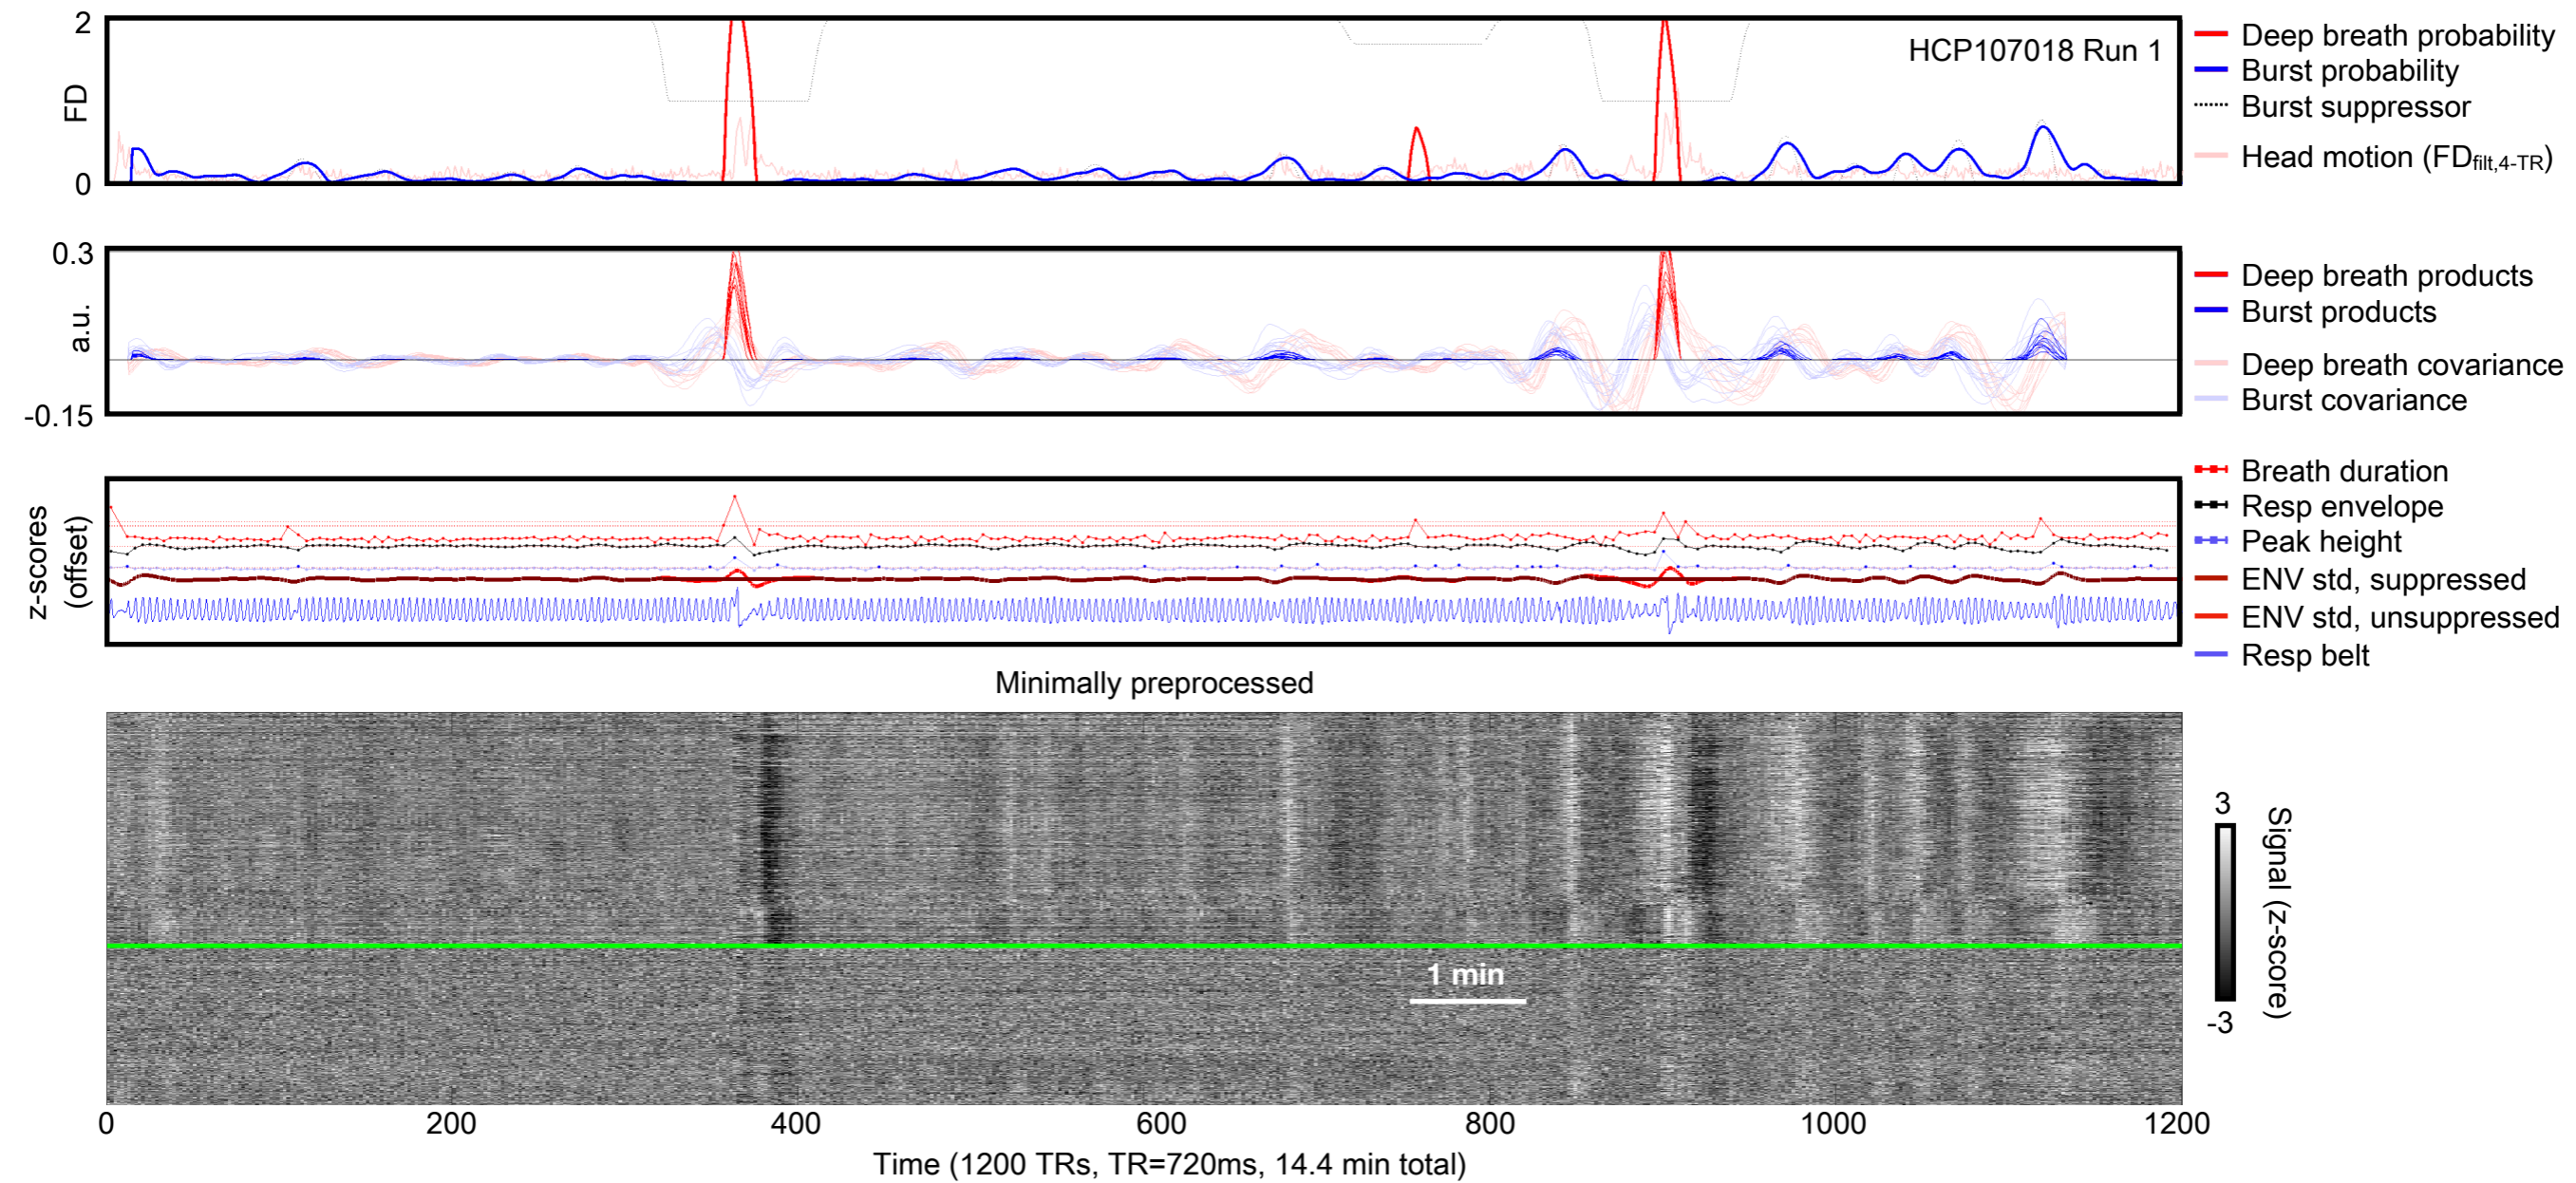 2
FD
0
HCP107018 Run 1
Deep breath probability
Burst probability
Burst suppressor
Head motion (FDfilt,4-TR)
0.3
a.u.
-0.15
Deep breath products
Burst products
Deep breath covariance
Burst covariance
z-scores
(offset)
Breath duration
Resp envelope
Peak height
ENV std, suppressed
ENV std, unsuppressed
Resp belt
Minimally preprocessed
1 min
3
-3
Signal (z-score)
0 200 400 600 800 1000 1200
Time (1200 TRs, TR=720ms, 14.4 min total)